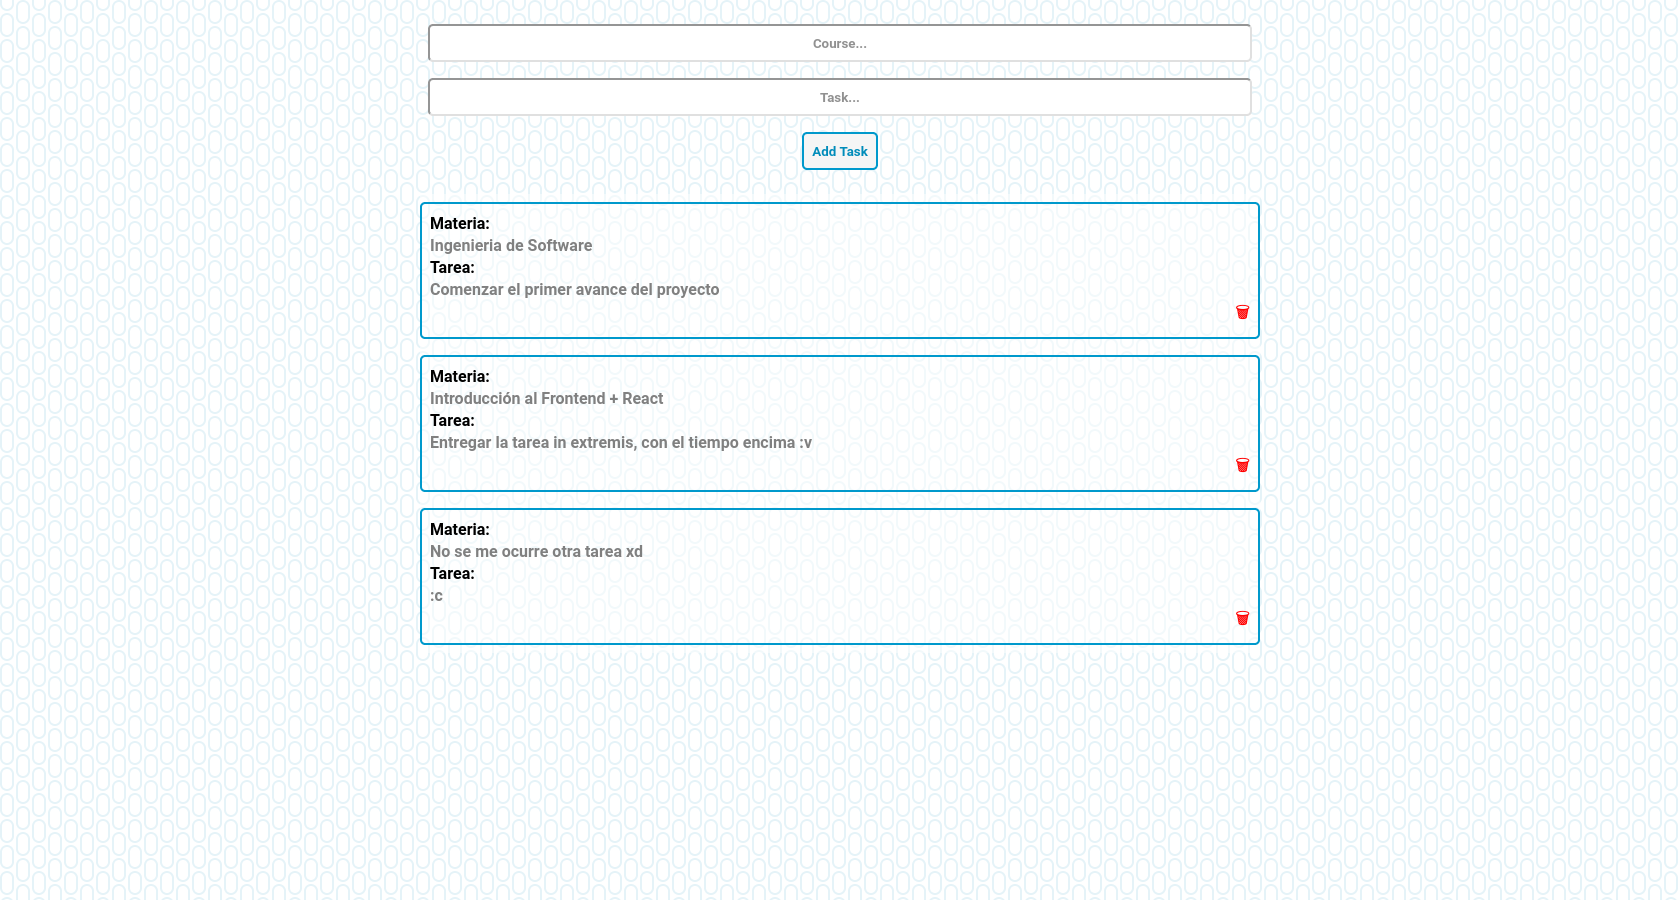 Course...
Task...
Add Task
Materia:
Ingenieria de Software
Tarea:
Comenzar el primer avance del proyecto
Materia:
Introducción al Frontend + React
Tarea:
Entregar la tarea in extremis, con el tiempo encima :v
Materia:
No se me ocurre otra tarea xd
Tarea:
:c